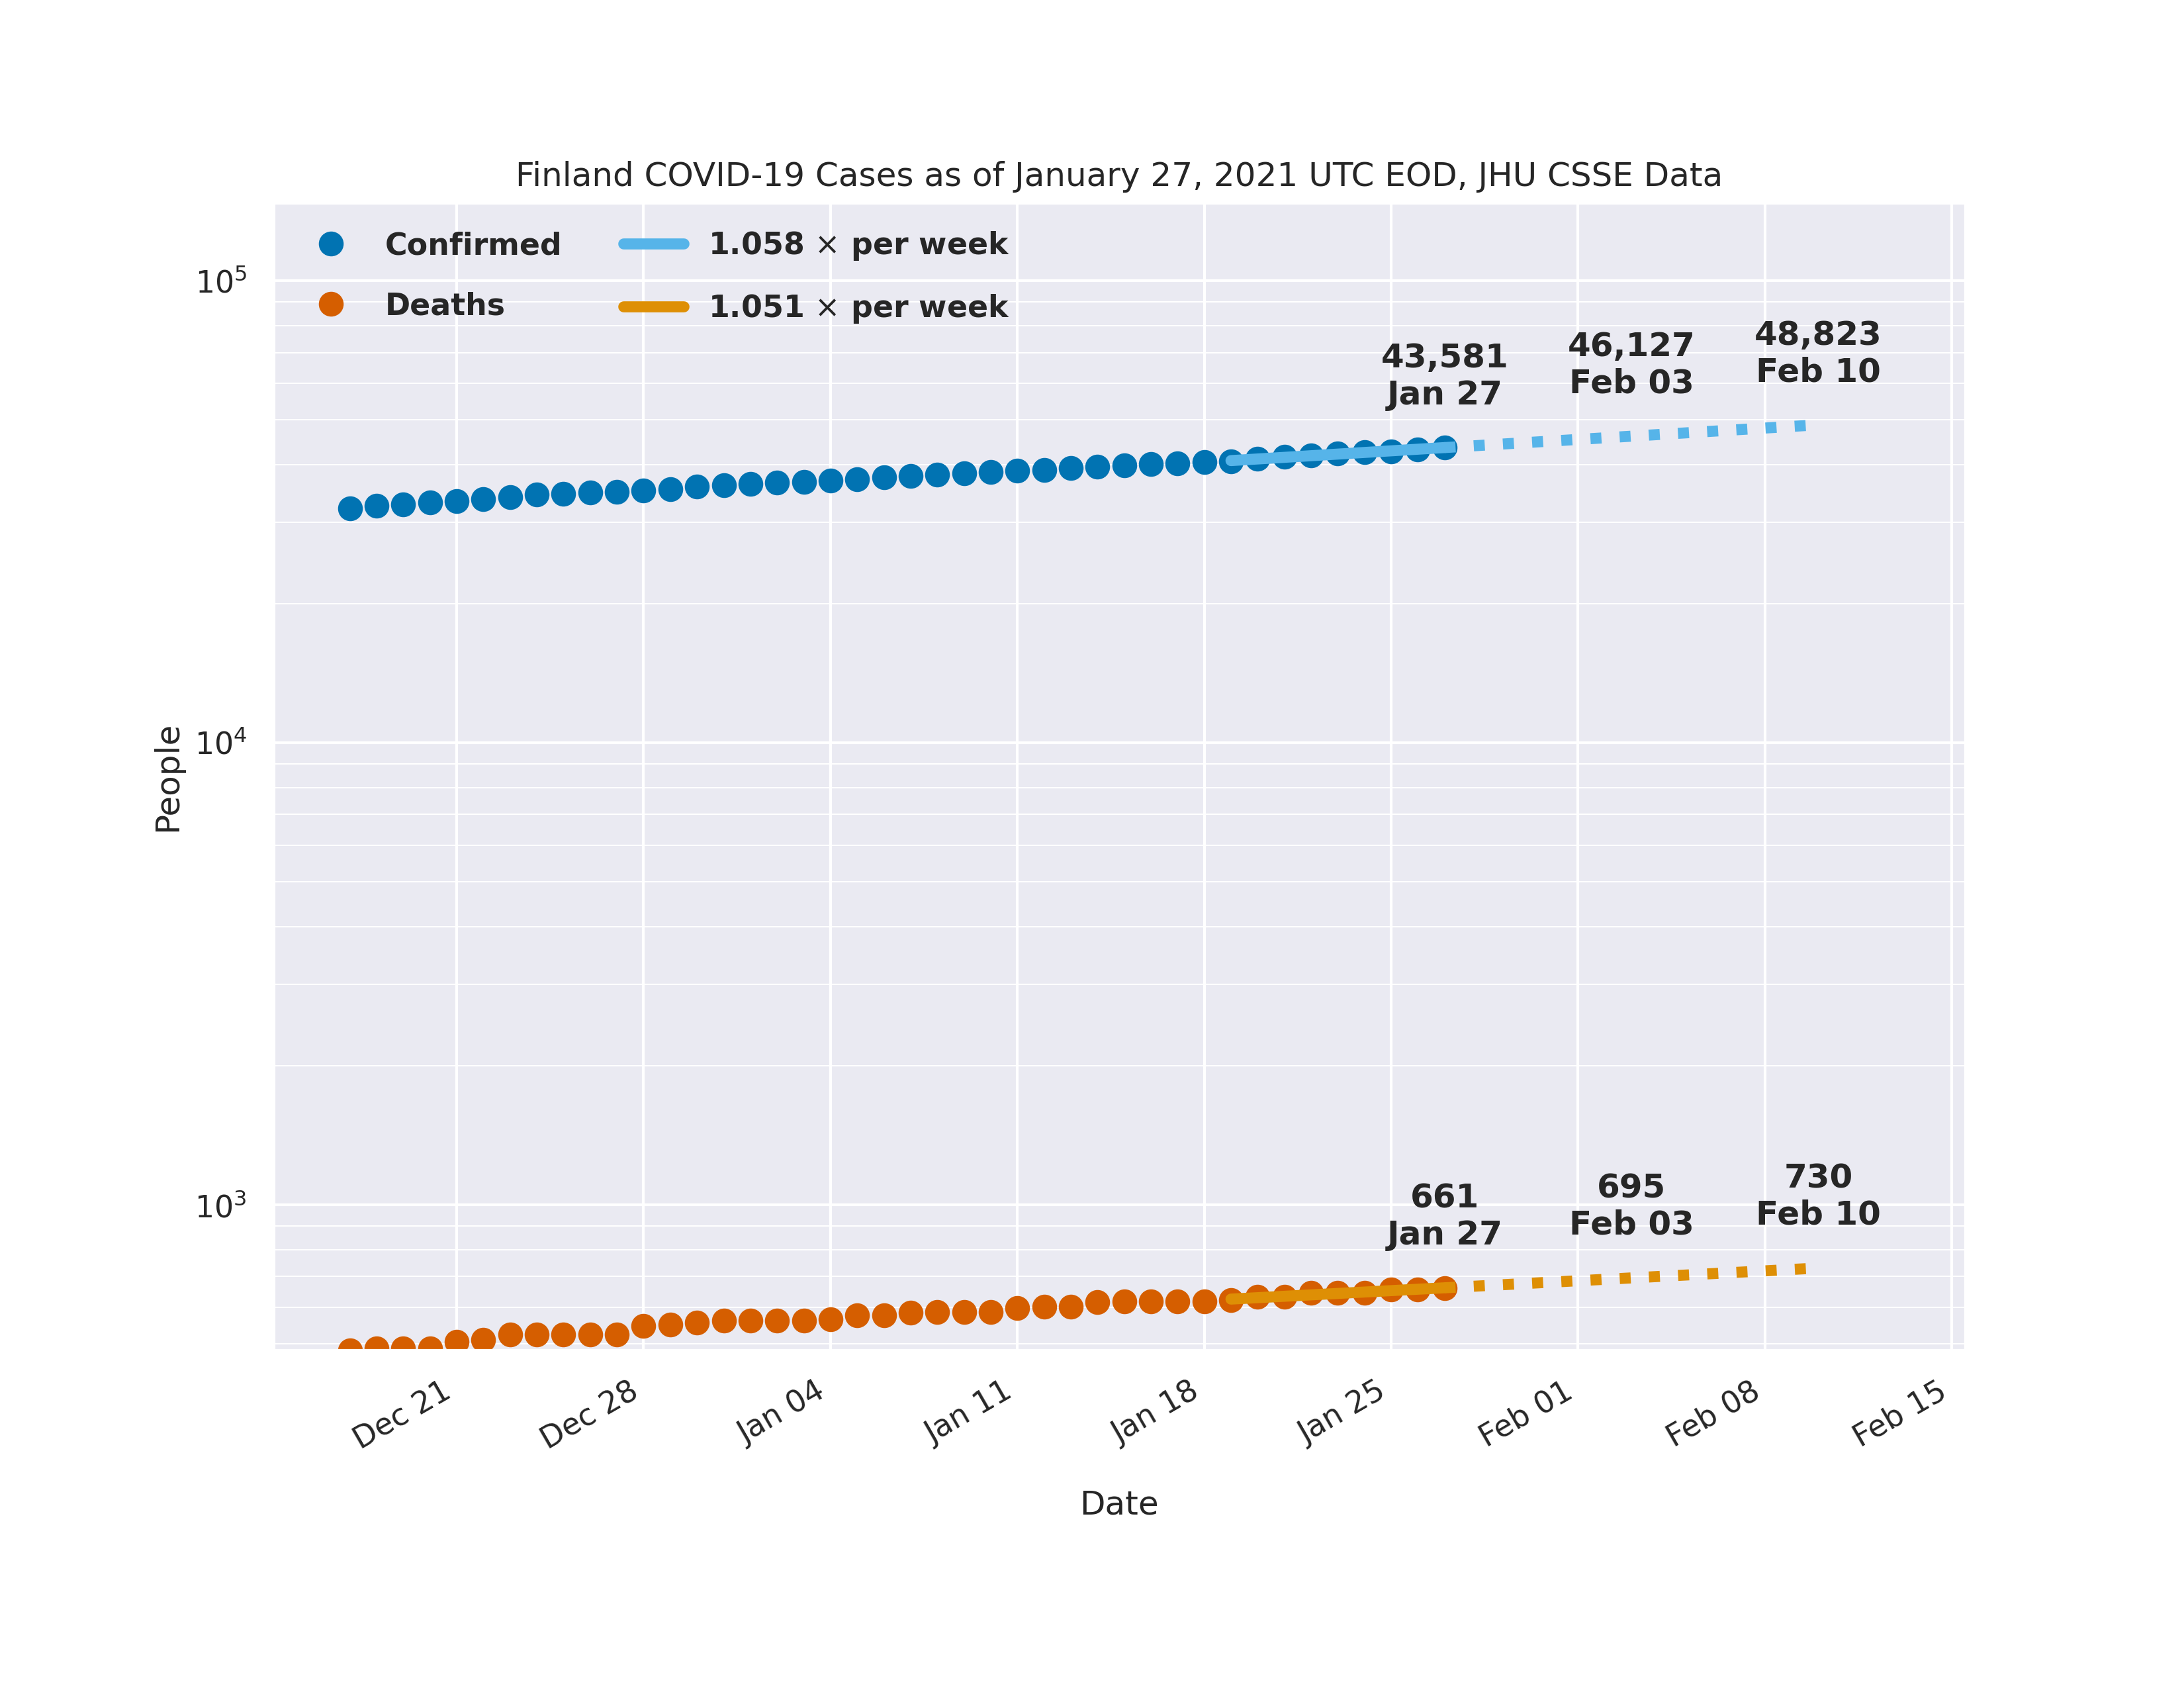 Finland COVID-19 Cases as of January 27, 2021 UTC EOD, JHU CSSE Data
Confirmed
Deaths
1.058 × per week
1.051 × per week
10⁵
10⁴
10³
People
43,581
Jan 27
46,127
Feb 03
48,823
Feb 10
661
Jan 27
695
Feb 03
730
Feb 10
Dec 21
Dec 28
Jan 04
Jan 11
Jan 18
Jan 25
Feb 01
Feb 08
Feb 15
Date